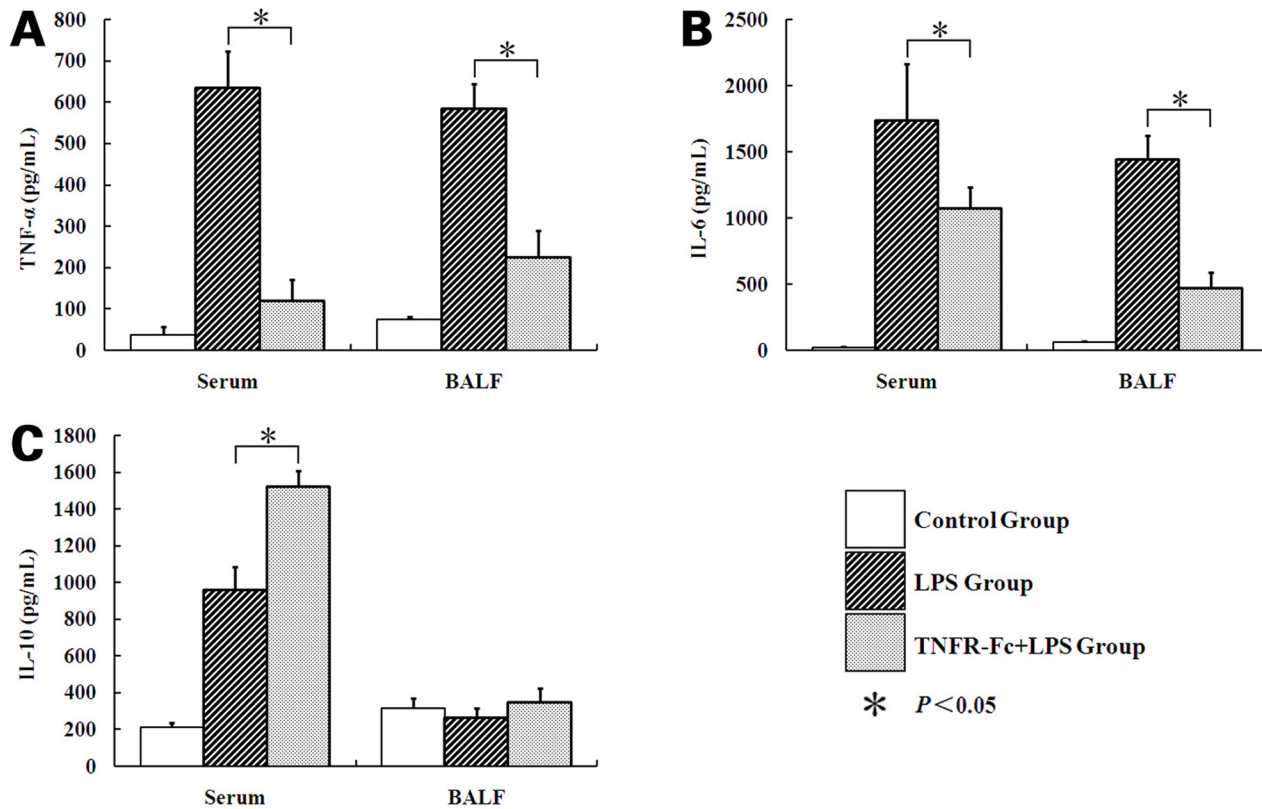 A
TNF-α (pg/mL)
800
700
600
500
400
300
200
100
0
*
*
Serum
BALF
B
IL-6 (pg/mL)
2500
2000
1500
1000
500
0
*
*
Serum
BALF
C
IL-10 (pg/mL)
1800
1600
1400
1200
1000
800
600
400
200
0
*
Serum
BALF
Control Group
LPS Group
TNFR-Fc+LPS Group
* P<0.05